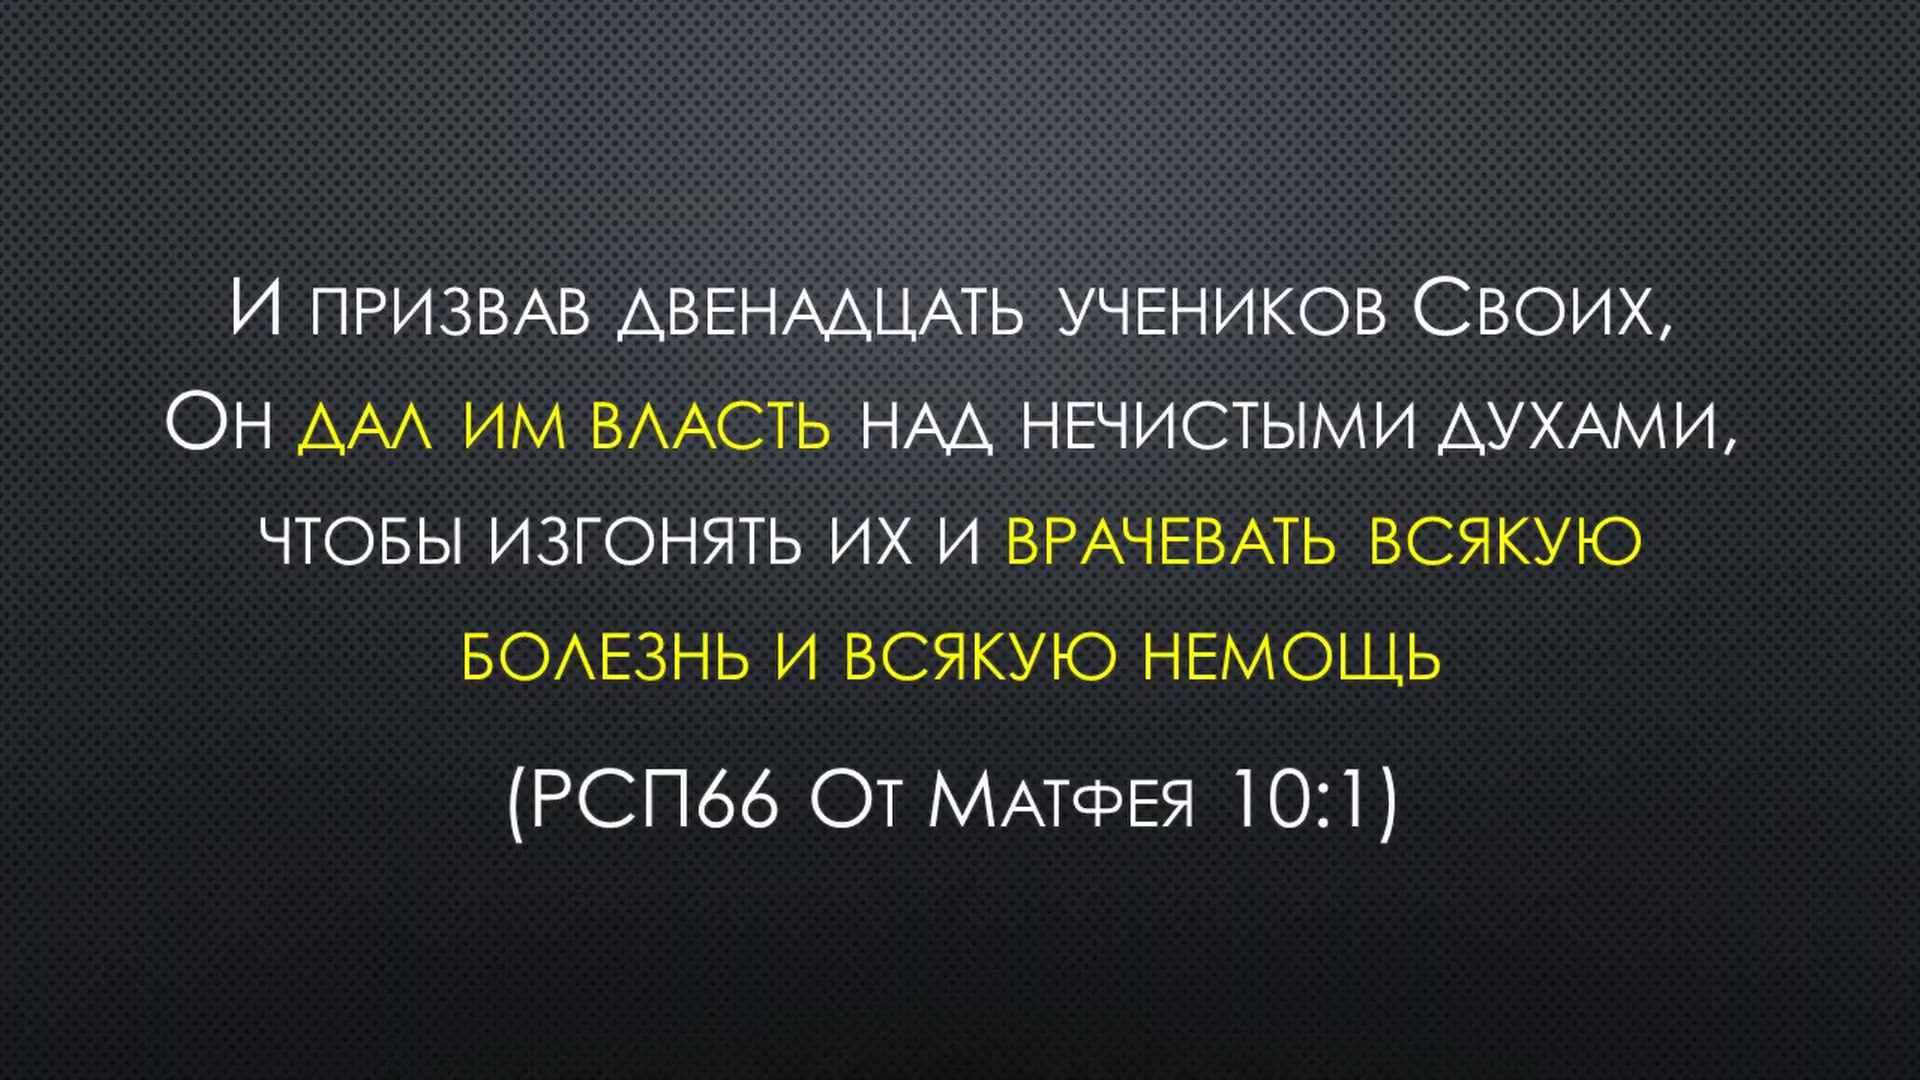 И призвав двенадцать учеников Своих,
Он дал им власть над нечистыми духами,
чтобы изгонять их и врачевать всякую
болезнь и всякую немощь
(РСП66 От Матфея 10:1)